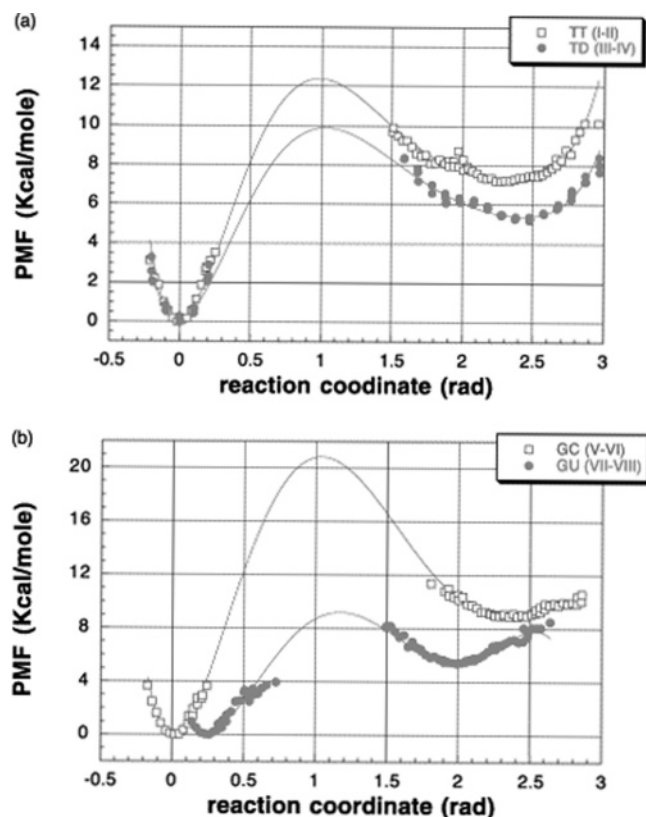 (a)
14
12
10
8
6
4
2
0
PMF (Kcal/mole)
TT (I-II)
TD (III-IV)
-0.5 0 0.5 1 1.5 2 2.5 3
reaction coodinate (rad)
(b)
20
16
12
8
4
0
PMF (Kcal/mole)
GC (V-VI)
GU (VII-VIII)
-0.5 0 0.5 1 1.5 2 2.5 3
reaction coordinate (rad)